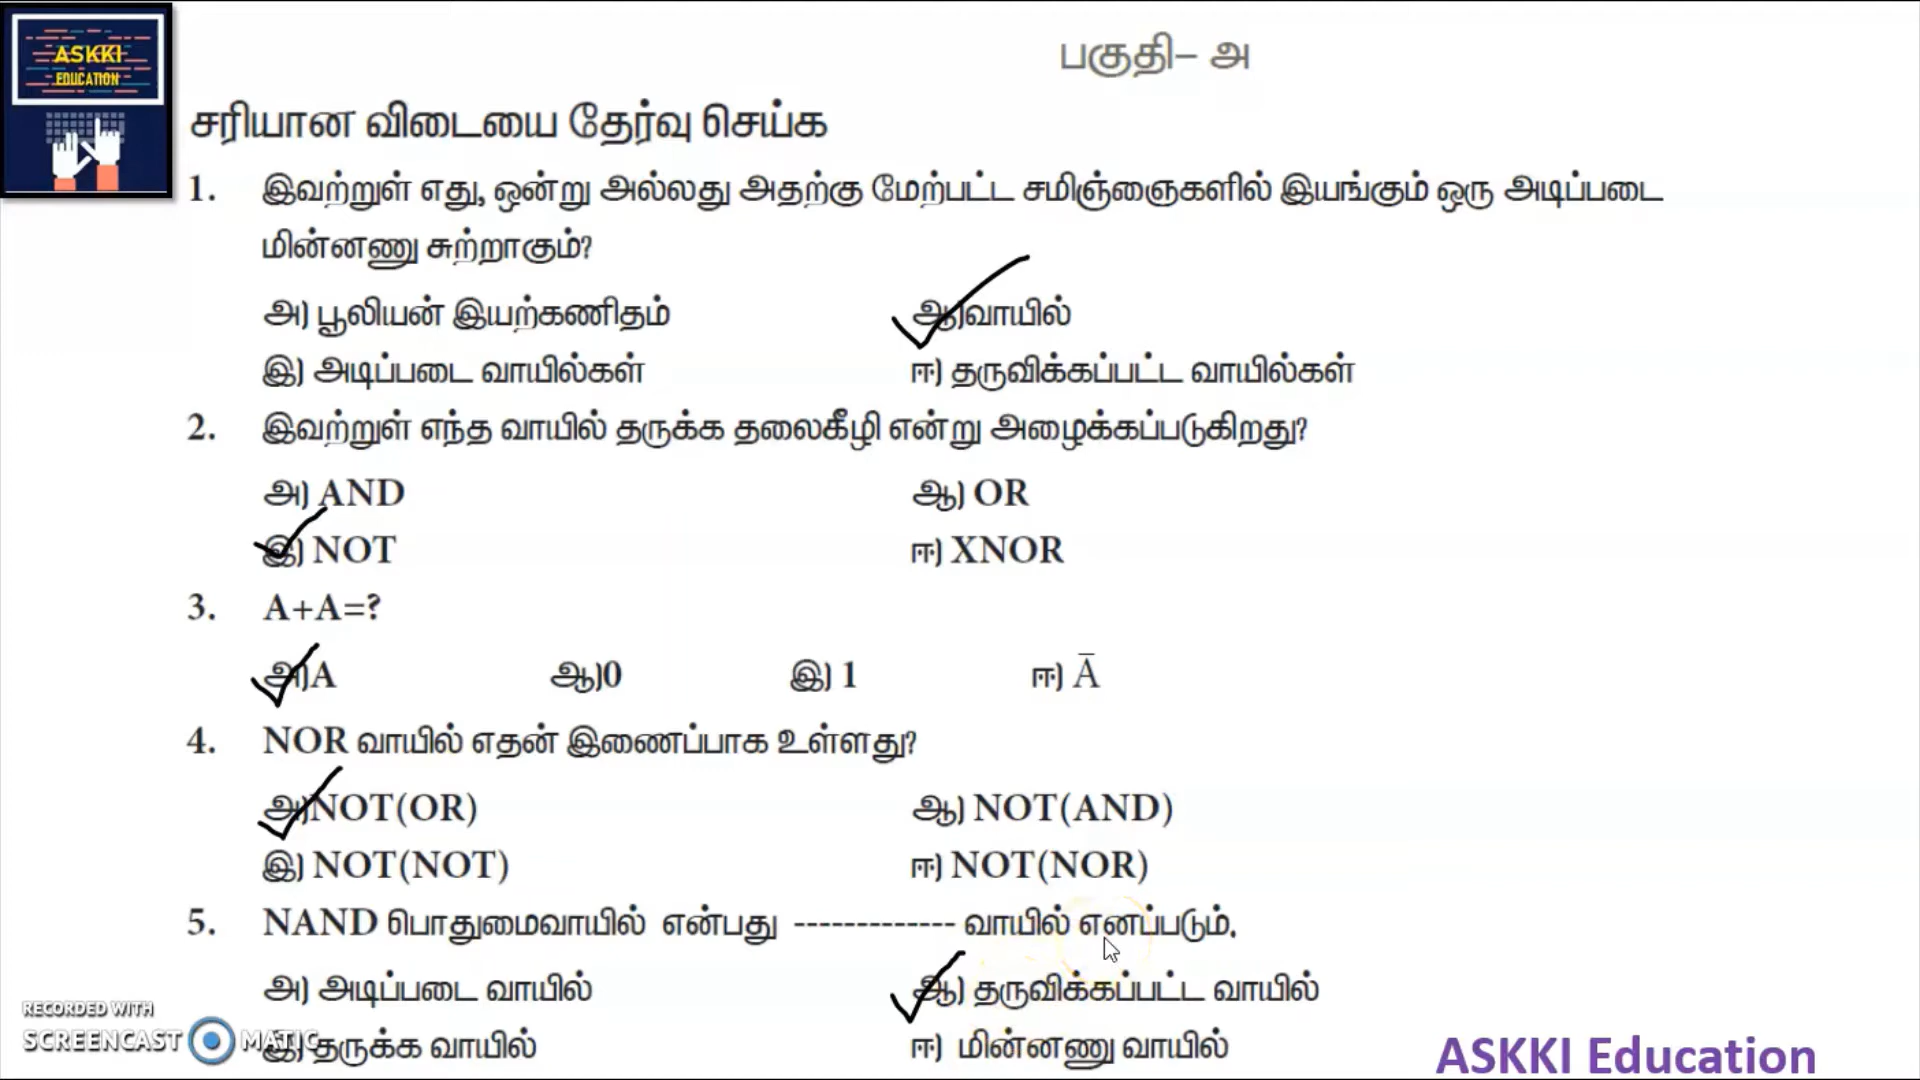 ASKKI
EDUCATION
பகுதி– அ
சரியான விடையை தேர்வு செய்க
1. இவற்றுள் எது, ஒன்று அல்லது அதற்கு மேற்பட்ட சமிஞ்ஞைகளில் இயங்கும் ஒரு அடிப்படை
மின்னணு சுற்றாகும்?
அ) பூலியன் இயற்கணிதம் ஆ)வாயில்
இ) அடிப்படை வாயில்கள் ஈ) தருவிக்கப்பட்ட வாயில்கள்
2. இவற்றுள் எந்த வாயில் தருக்க தலைகீழி என்று அழைக்கப்படுகிறது?
அ) AND ஆ) OR
இ) NOT ஈ) XNOR
3. A+A=?
அ)A ஆ)0 இ) 1 ஈ) A̅
4. NOR வாயில் எதன் இணைப்பாக உள்ளது?
அ)NOT(OR) ஆ) NOT(AND)
இ) NOT(NOT) ஈ) NOT(NOR)
5. NAND பொதுமைவாயில் என்பது ------------- வாயில் எனப்படும்.
அ) அடிப்படை வாயில் ஆ) தருவிக்கப்பட்ட வாயில்
இ) தருக்க வாயில் ஈ) மின்னணு வாயில்
RECORDED WITH
SCREENCAST MATIC
ASKKI Education